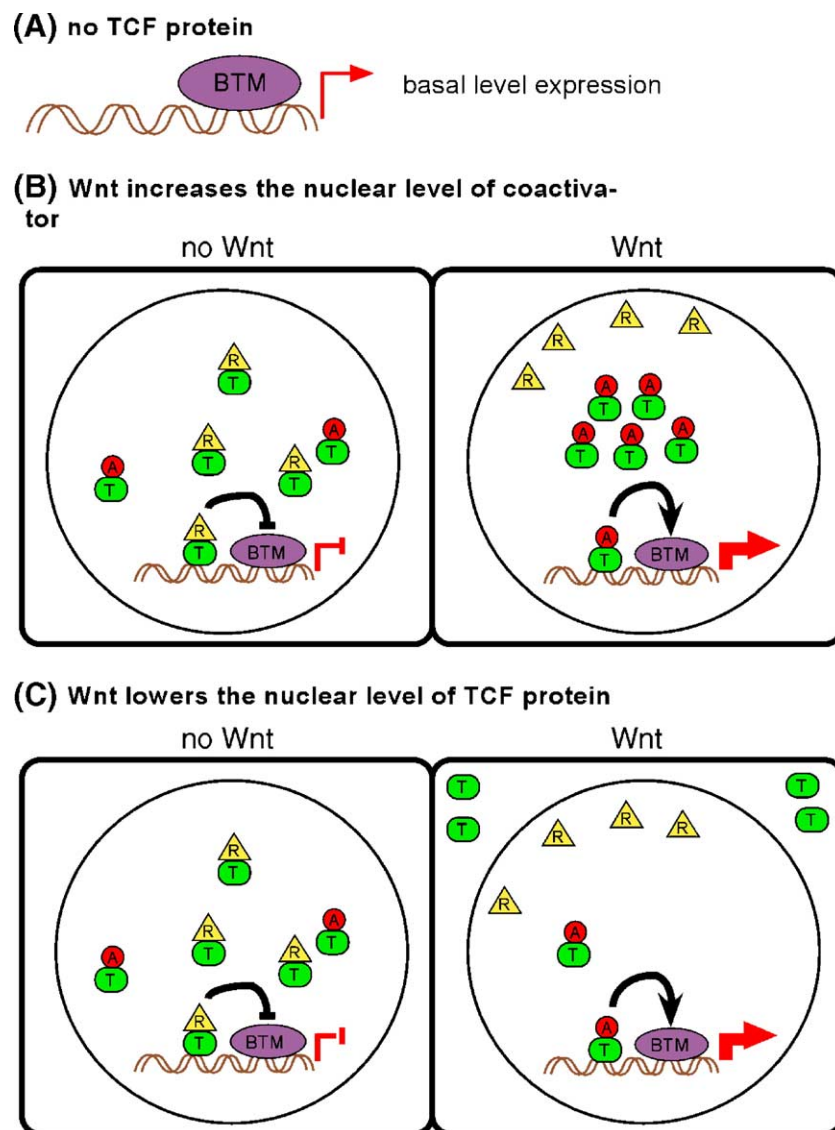 (A) no TCF protein
BTM
basal level expression
(B) Wnt increases the nuclear level of coactiva-
tor
no Wnt Wnt
R R R
R
R
T
A A
T T
R A A A A
A R T T T
T T R T T
T
R
T BTM
A
T BTM
(C) Wnt lowers the nuclear level of TCF protein
no Wnt Wnt
T T
T T
R R R
R
T
R
A A
R T T
A T R
T T
R
T BTM
A
T BTM